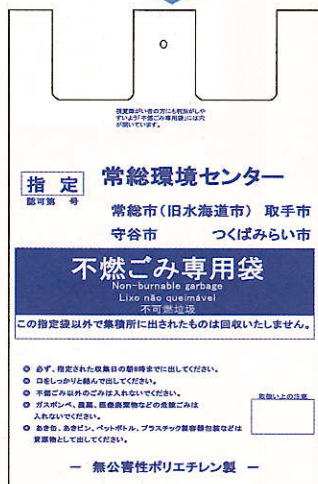 視覚障がい者の方にも判別がしや
すいよう「不燃ごみ専用袋」には穴
が開いています。
指定
認可第　号
常総環境センター
常総市(旧水海道市)　取手市
守谷市　つくばみらい市
不燃ごみ専用袋
Non-burnable garbage
Lixo não queimável
不可燃垃圾
この指定袋以外で集積所に出されたものは回収いたしません。
◎ 必ず、指定された収集日の朝8時までに出してください。
◎ 口をしっかりと結んで出してください。
◎ 不燃ごみ以外のごみは入れないでください。
◎ ガスボンベ、農薬、医療廃棄物などの危険ごみは
入れないでください。
◎ あき缶、あきビン、ペットボトル、プラスチック製容器包装などは
資源物として出してください。
取扱い上の注意
― 無公害性ポリエチレン製 ―